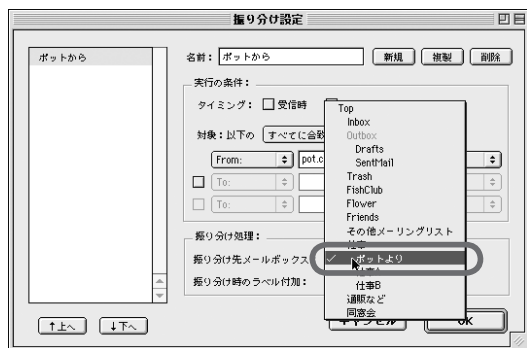 振り分け設定
ポットから
名前： ポットから 新規 複製 削除
実行の条件：
タイミング： 受信時
対象：以下の すべてに合致
From: pot.c
To:
To:
振り分け処理：
振り分け先メールボックス
振り分け時のラベル付加：
Top
Inbox
Outbox
Drafts
SentMail
Trash
FishClub
Flower
Friends
その他メーリングリスト
仕事
✓ ポットより
仕事B
通販など
同窓会
↑上へ ↓下へ キャンセル OK